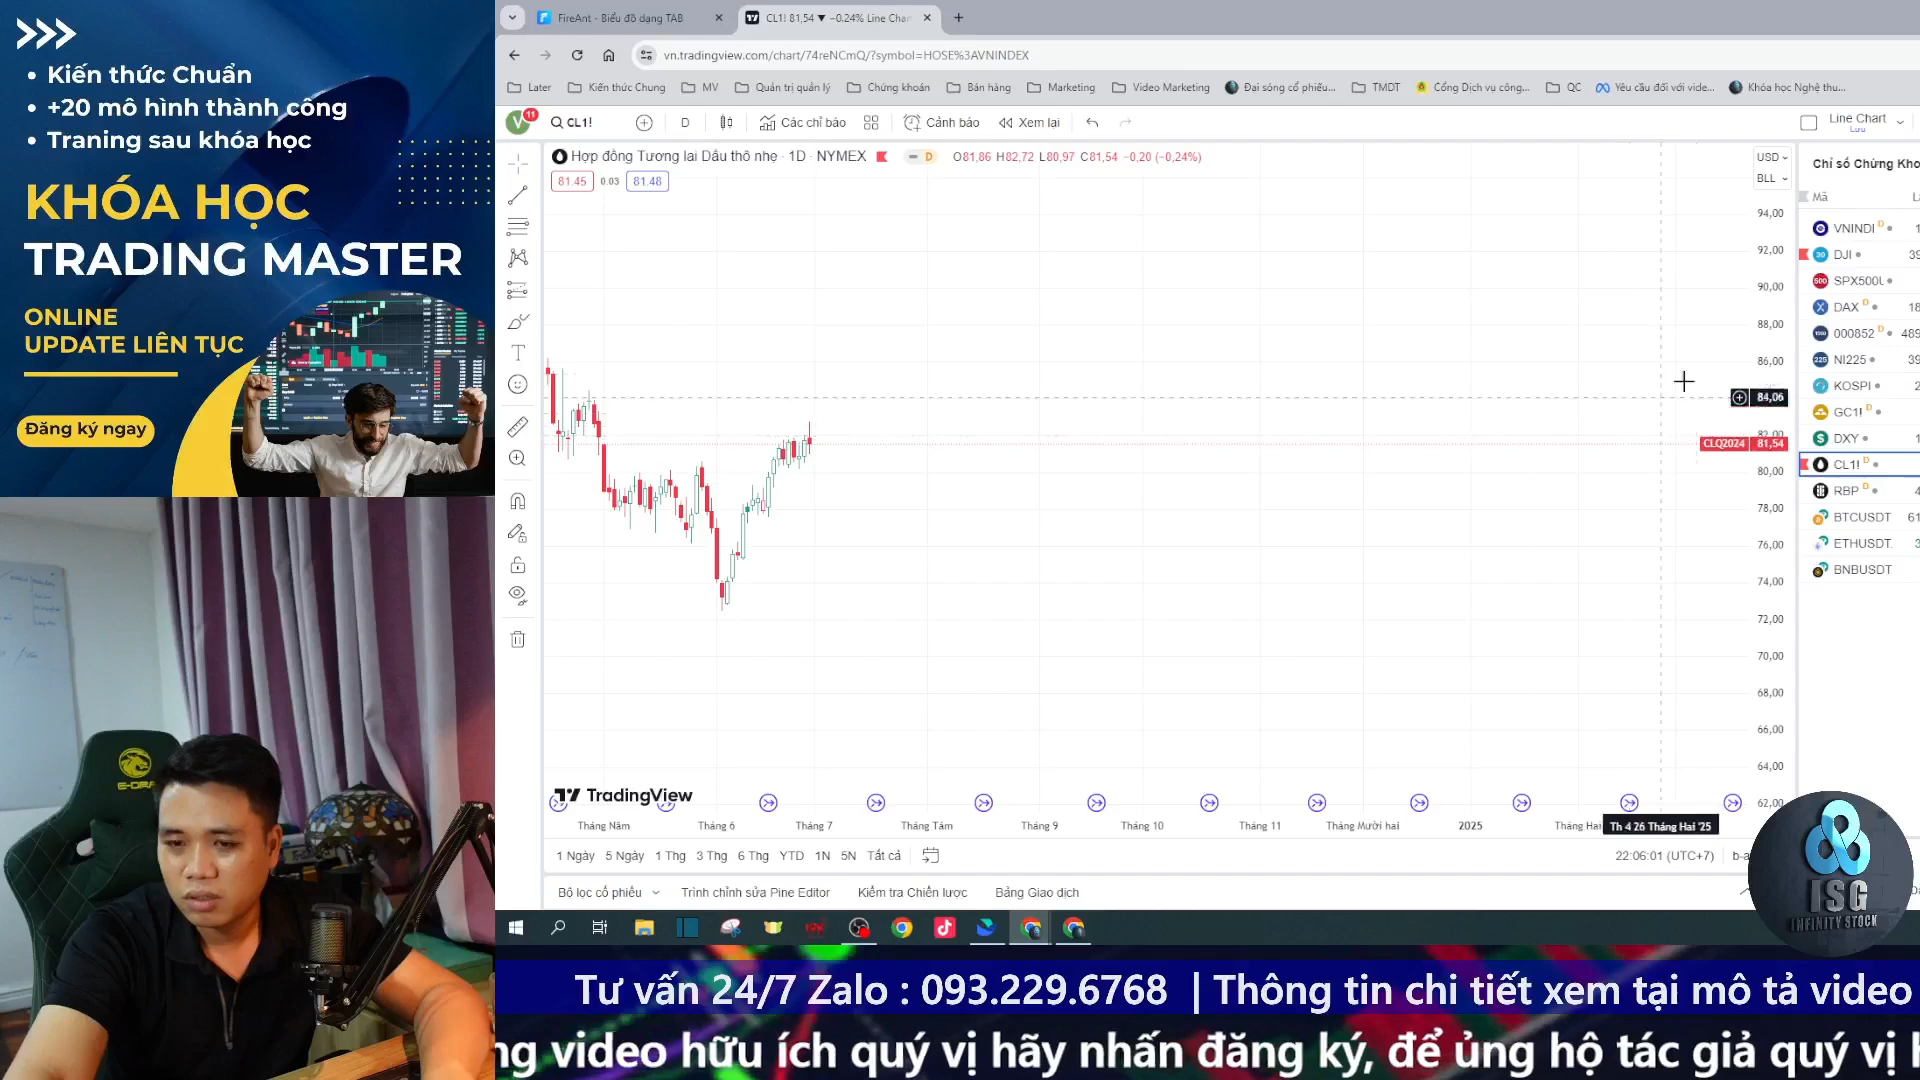 Kiến thức Chuẩn
+20 mô hình thành công
Traning sau khóa học
KHÓA HỌC
TRADING MASTER
ONLINE
UPDATE LIÊN TỤC
Đăng ký ngay
FireAnt - Biểu đồ dạng TAB
CL1! 81,54 ▼ −0.24% Line Char
vn.tradingview.com/chart/74reNCmQ/?symbol=HOSE%3AVNINDEX
Later Kiến thức Chung MV Quản trị quản lý Chứng khoán Bán hàng Marketing Video Marketing Đại sóng cổ phiếu... TMDT Cổng Dịch vụ công... QC Yêu cầu đối với vide... Khóa học Nghệ thu...
V 11 CL1! D Các chỉ báo Cảnh báo Xem lại Line Chart
Lưu
Hợp đồng Tương lai Dầu thô nhẹ · 1D · NYMEX D O81,86 H82,72 L80,97 C81,54 −0,20 (−0,24%)
81.45 0.03 81.48
USD
BLL
94,00
92,00
90,00
88,00
86,00
84,06
82,00
CLQ2024 81,54
80,00
78,00
76,00
74,00
72,00
70,00
68,00
66,00
64,00
62,00
Chỉ số Chứng Kho
Mã
VNINDI D
DJI 39
SPX500U
DAX D 18
000852 D 489
NI225 39
KOSPI
GC1! D
DXY
CL1! D
RBP D
BTCUSDT 61
ETHUSDT.
BNBUSDT
TradingView
Tháng Năm Tháng 6 Tháng 7 Tháng Tám Tháng 9 Tháng 10 Tháng 11 Tháng Mười hai 2025 Tháng Hai Th 4 26 Tháng Hai '25
1 Ngày 5 Ngày 1 Thg 3 Thg 6 Thg YTD 1N 5N Tất cả 22:06:01 (UTC+7)
Bộ lọc cổ phiếu Trình chỉnh sửa Pine Editor Kiểm tra Chiến lược Bảng Giao dịch
ISG
INFINITY STOCK
Tư vấn 24/7 Zalo : 093.229.6768 | Thông tin chi tiết xem tại mô tả video
ng video hữu ích quý vị hãy nhấn đăng ký, để ủng hộ tác giả quý vị